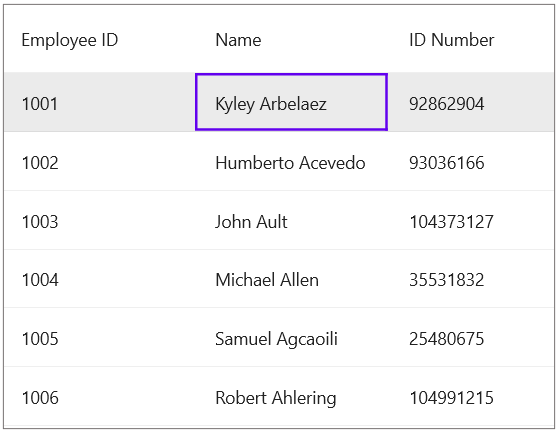 Employee ID Name ID Number
1001 Kyley Arbelaez 92862904
1002 Humberto Acevedo 93036166
1003 John Ault 104373127
1004 Michael Allen 35531832
1005 Samuel Agcaoili 25480675
1006 Robert Ahlering 104991215